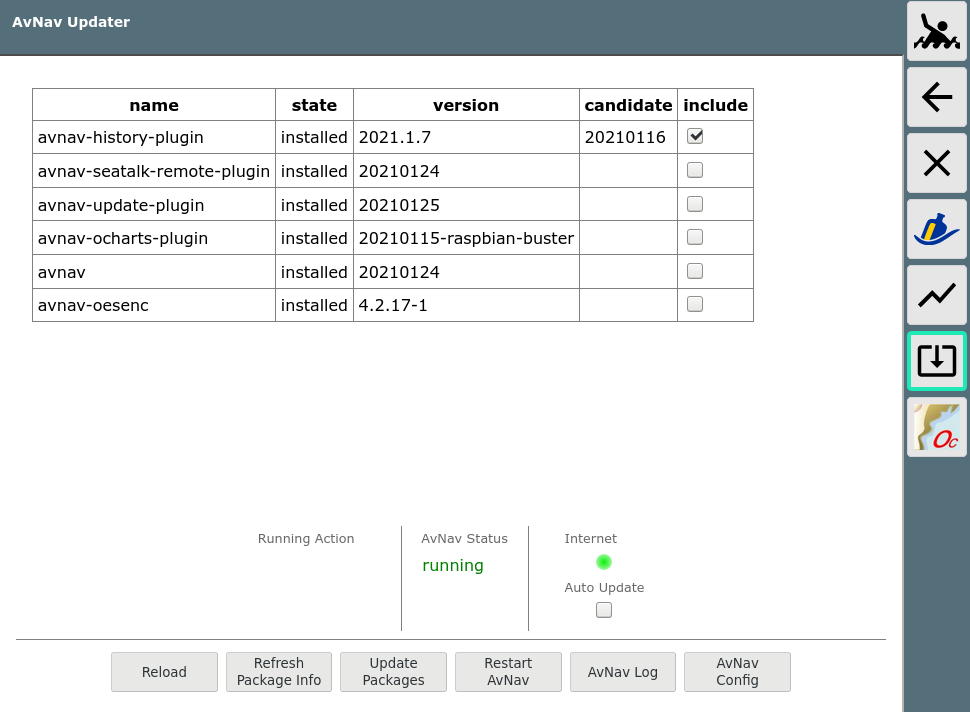 AvNav Updater
name state version candidate include
avnav-history-plugin installed 2021.1.7 20210116
avnav-seatalk-remote-plugin installed 20210124
avnav-update-plugin installed 20210125
avnav-ocharts-plugin installed 20210115-raspbian-buster
avnav installed 20210124
avnav-oesenc installed 4.2.17-1
Oc
Running Action AvNav Status Internet
running
Auto Update
Reload
Refresh
Package Info
Update
Packages
Restart
AvNav
AvNav Log
AvNav
Config